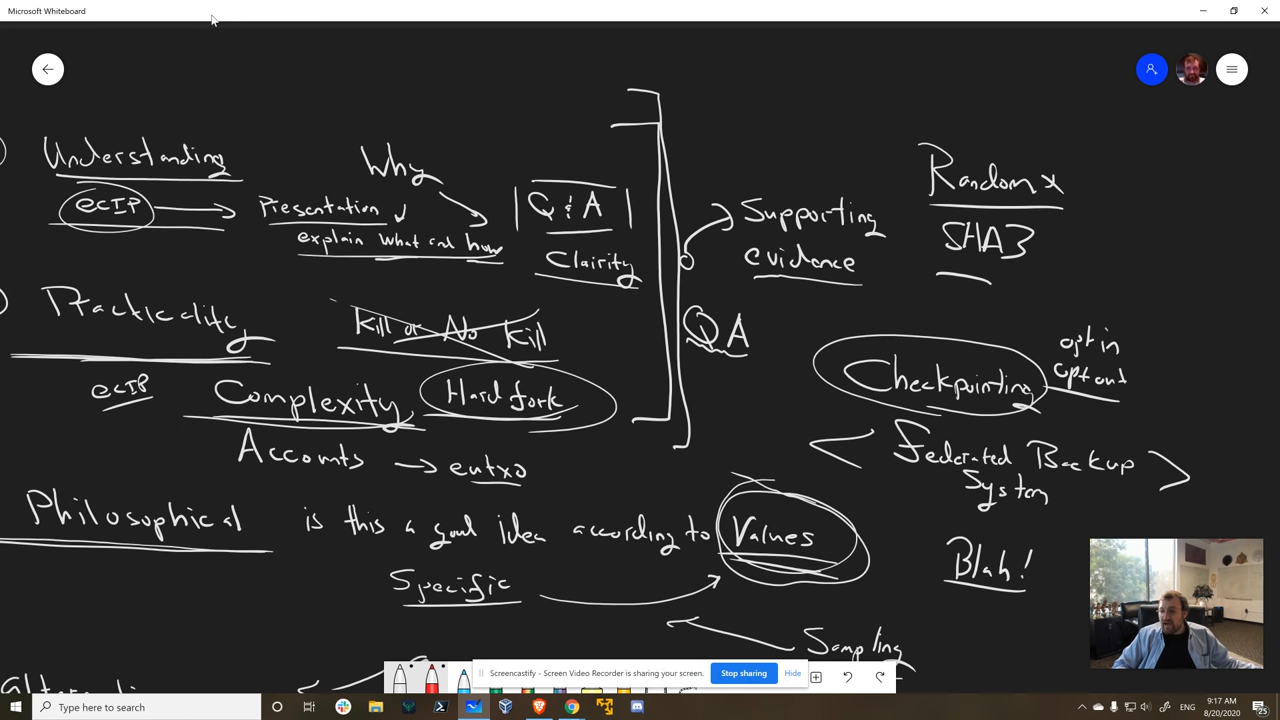 Microsoft Whiteboard
Understanding
ecIP
Why
Presentation
explain what and how
Q & A
Clairity
Supporting
evidence
QA
Random x
SHA3
Practicality
ecIP
Kill or No Kill
Complexity
Hard fork
Accounts → eutxo
Checkpointing
opt in
opt out
Federated Backup
System
Blah!
Philosophical
is this a good idea according to Values
Specific
Sampling
Screencastify - Screen Video Recorder is sharing your screen.
Stop sharing
Hide
Type here to search
ENG
9:17 AM
8/20/2020
25